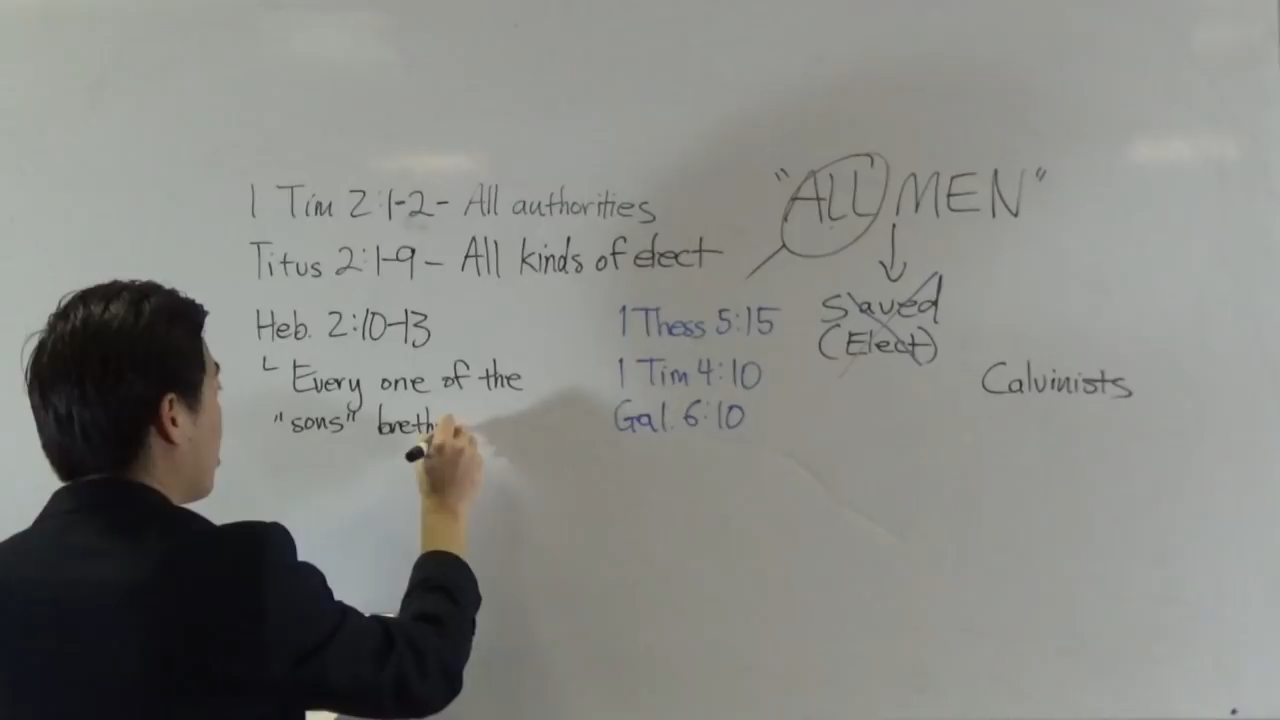 1 Tim 2:1-2- All authorities
Titus 2:1-9 - All kinds of elect
Heb. 2:10-13
Every one of the
"sons" breth
1 Thess 5:15
1 Tim 4:10
Gal. 6:10
"ALL MEN"
Saved
(Elect)
Calvinists